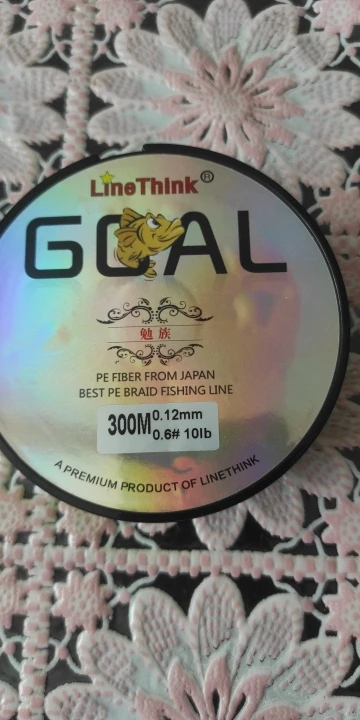 LineThink®
GOAL
勉族
PE FIBER FROM JAPAN
BEST PE BRAID FISHING LINE
300M 0.12mm
0.6# 10lb
A PREMIUM PRODUCT OF LINETHINK